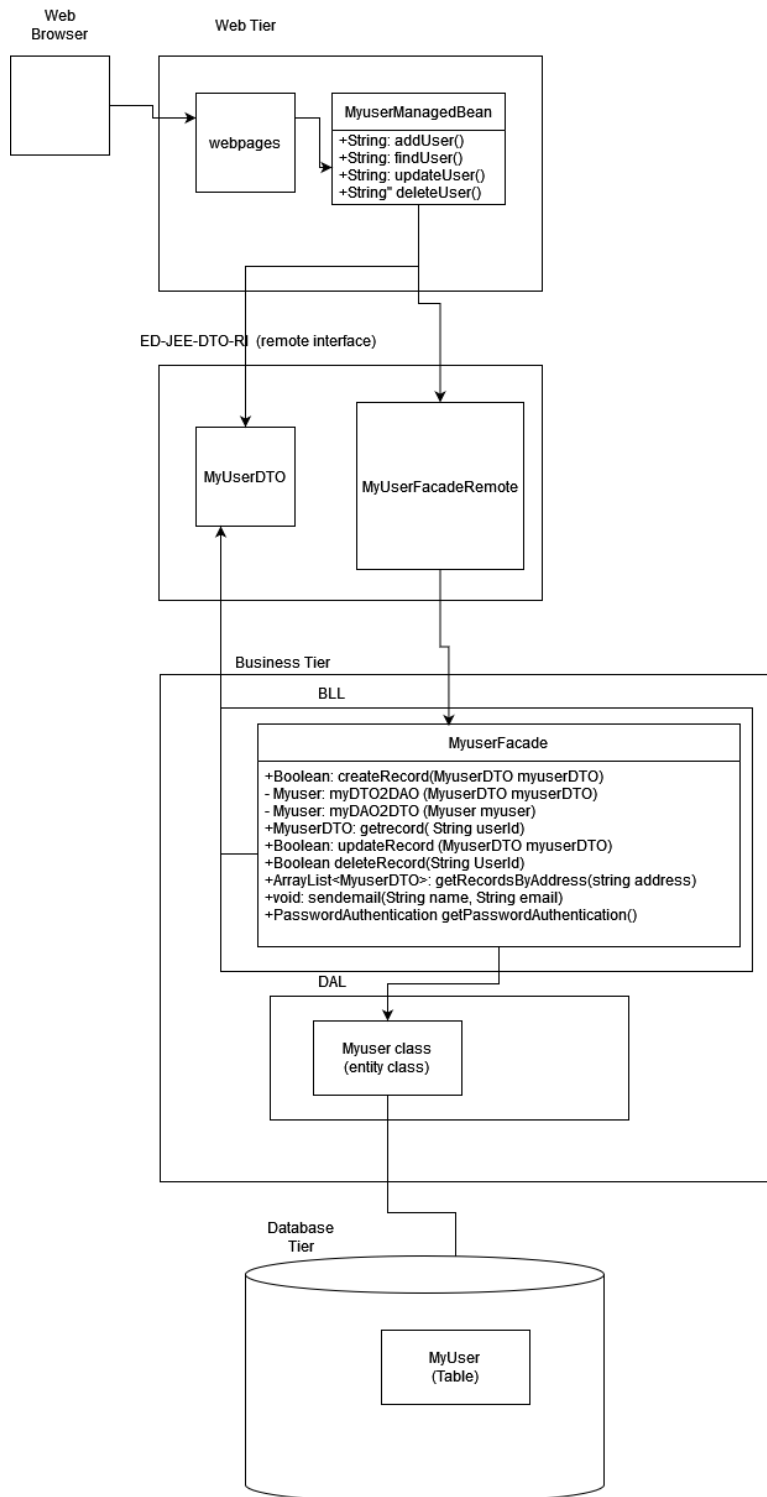 Web
Browser
Web Tier
webpages
MyuserManagedBean
+String: addUser()
+String: findUser()
+String: updateUser()
+String" deleteUser()
ED-JEE-DTO-RI (remote interface)
MyUserDTO
MyUserFacadeRemote
Business Tier
BLL
MyuserFacade
+Boolean: createRecord(MyuserDTO myuserDTO)
- Myuser: myDTO2DAO (MyuserDTO myuserDTO)
- Myuser: myDAO2DTO (Myuser myuser)
+MyuserDTO: getrecord( String userId)
+Boolean: updateRecord (MyuserDTO myuserDTO)
+Boolean deleteRecord(String UserId)
+ArrayList<MyuserDTO>: getRecordsByAddress(string address)
+void: sendemail(String name, String email)
+PasswordAuthentication getPasswordAuthentication()
DAL
Myuser class
(entity class)
Database
Tier
MyUser
(Table)